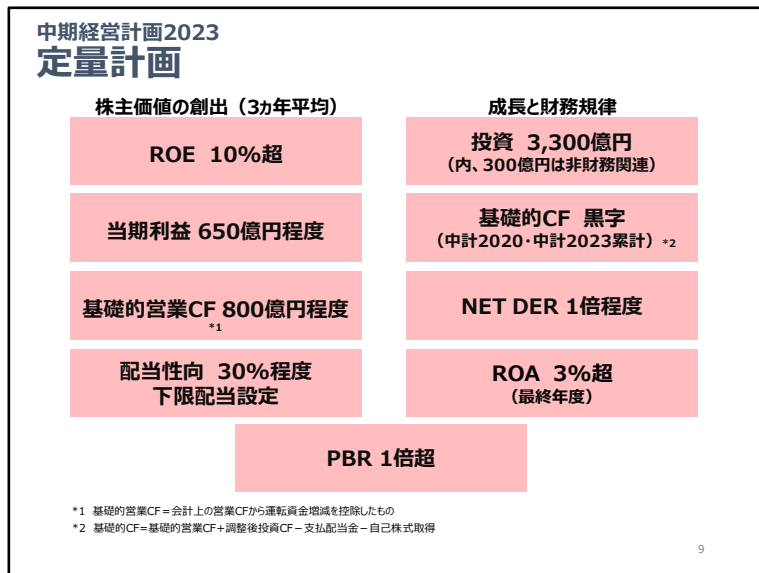 中期経営計画2023
定量計画
株主価値の創出（3ヵ年平均）
ROE 10%超
当期利益 650億円程度
基礎的営業CF 800億円程度
*1
配当性向 30%程度
下限配当設定
成長と財務規律
投資 3,300億円
（内、300億円は非財務関連）
基礎的CF 黒字
（中計2020・中計2023累計） *2
NET DER 1倍程度
ROA 3%超
（最終年度）
PBR 1倍超
*1 基礎的営業CF＝会計上の営業CFから運転資金増減を控除したもの
*2 基礎的CF＝基礎的営業CF＋調整後投資CF－支払配当金－自己株式取得
9